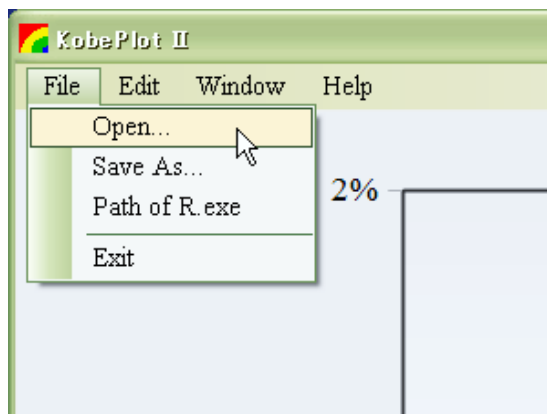 KobePlot II
File Edit Window Help
Open...
Save As...
Path of R.exe
Exit
2%